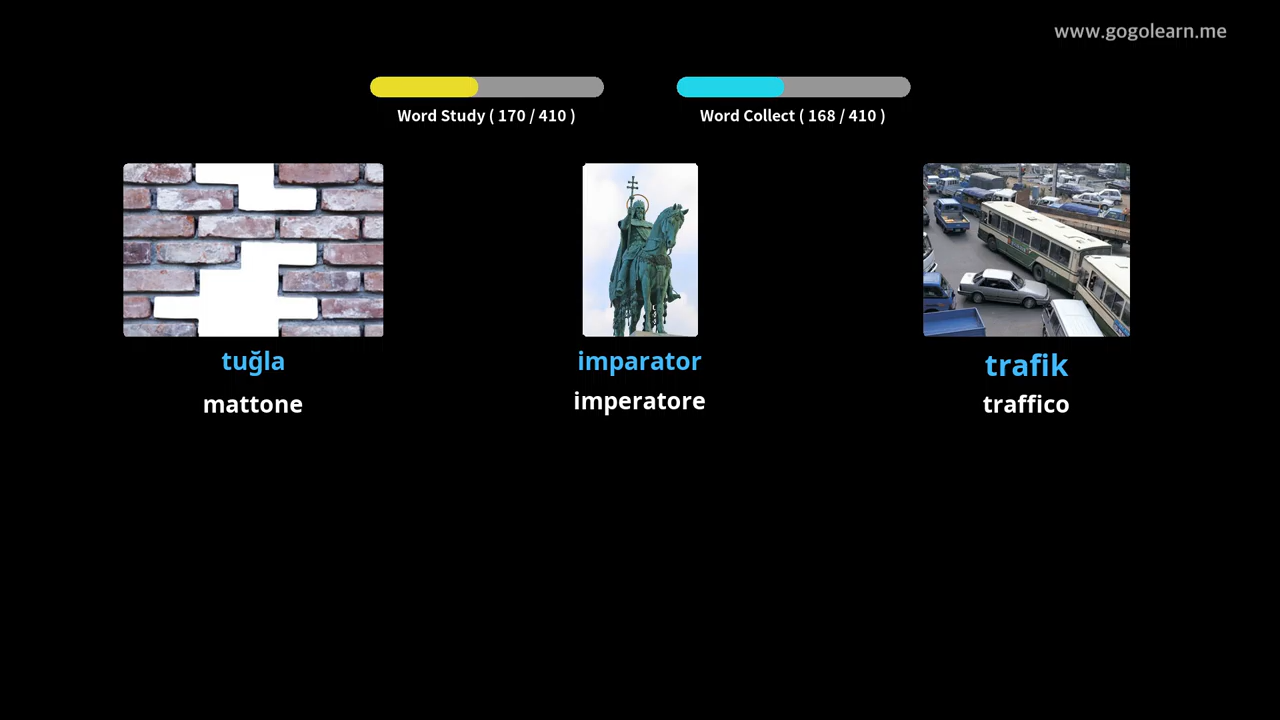 www.gogolearn.me
Word Study ( 170 / 410 )
Word Collect ( 168 / 410 )
tuğla
mattone
imparator
imperatore
trafik
traffico